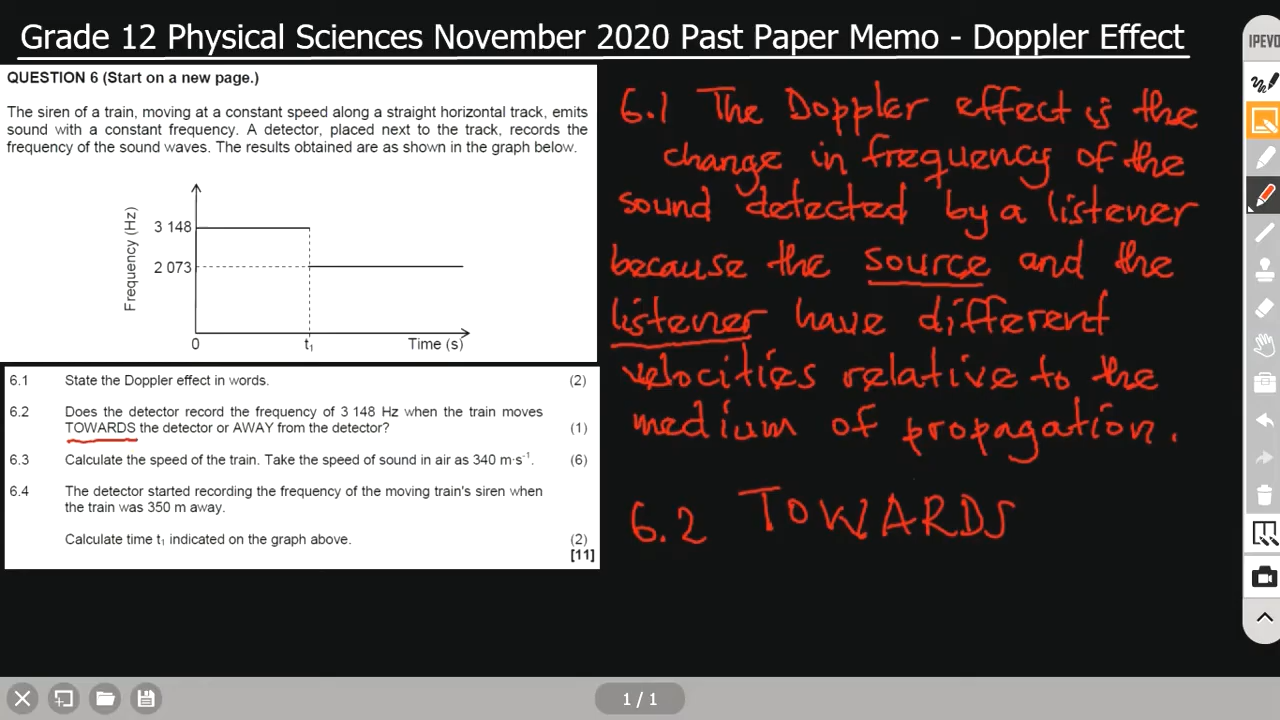 Grade 12 Physical Sciences November 2020 Past Paper Memo - Doppler Effect
IPEVO
QUESTION 6 (Start on a new page.)
The siren of a train, moving at a constant speed along a straight horizontal track, emits
sound with a constant frequency. A detector, placed next to the track, records the
frequency of the sound waves. The results obtained are as shown in the graph below.
Frequency (Hz)
3 148
2 073
0
t₁
Time (s)
6.1 State the Doppler effect in words. (2)
6.2 Does the detector record the frequency of 3 148 Hz when the train moves
TOWARDS the detector or AWAY from the detector? (1)
6.3 Calculate the speed of the train. Take the speed of sound in air as 340 m·s⁻¹. (6)
6.4 The detector started recording the frequency of the moving train's siren when
the train was 350 m away.
Calculate time t₁ indicated on the graph above. (2)
[11]
6.1 The Doppler effect is the
change in frequency of the
sound detected by a listener
because the source and the
listener have different
velocities relative to the
medium of propagation.
6.2 TOWARDS
1 / 1